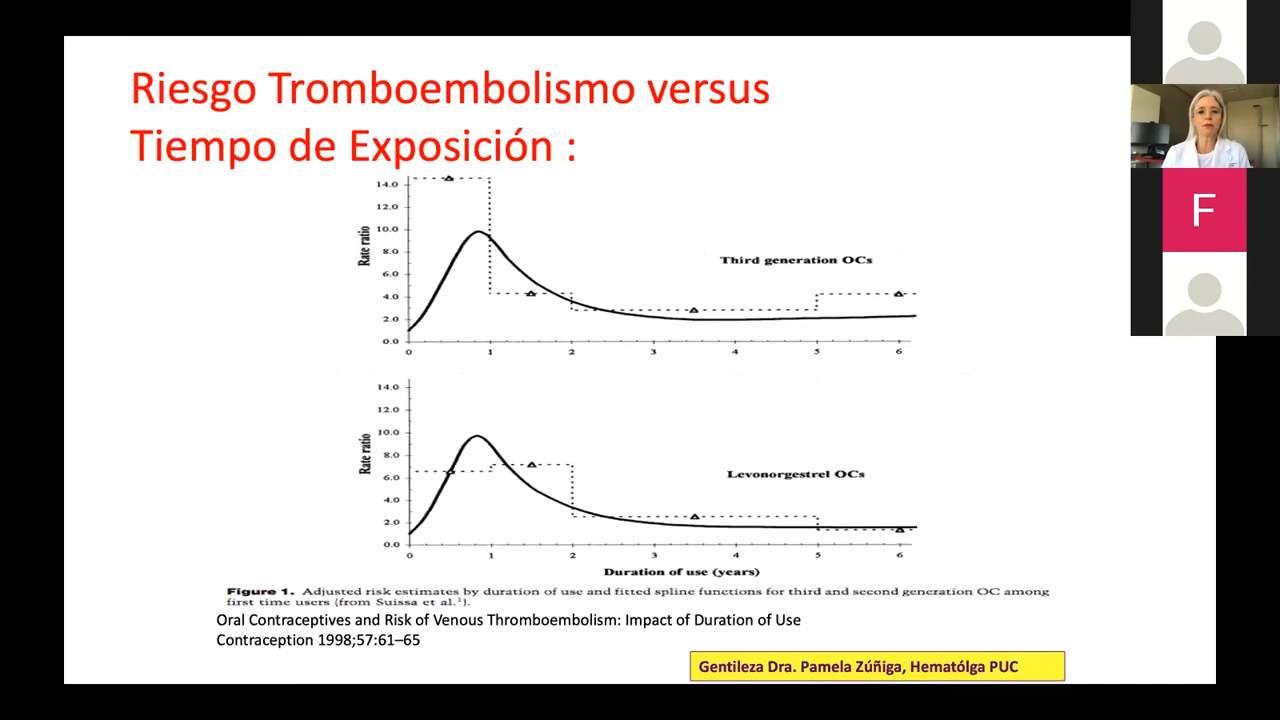 Riesgo Tromboembolismo versus
Tiempo de Exposición :
14.0
12.0
10.0
8.0
6.0
4.0
2.0
0.0
Rate ratio
Third generation OCs
0 1 2 3 4 5 6
14.0
12.0
10.0
8.0
6.0
4.0
2.0
0.0
Rate ratio
Levonorgestrel OCs
0 1 2 3 4 5 6
Duration of use (years)
Figure 1. Adjusted risk estimates by duration of use and fitted spline functions for third and second generation OC among
first time users (from Suissa et al.¹).
Oral Contraceptives and Risk of Venous Thromboembolism: Impact of Duration of Use
Contraception 1998;57:61–65
Gentileza Dra. Pamela Zúñiga, Hematólga PUC
F